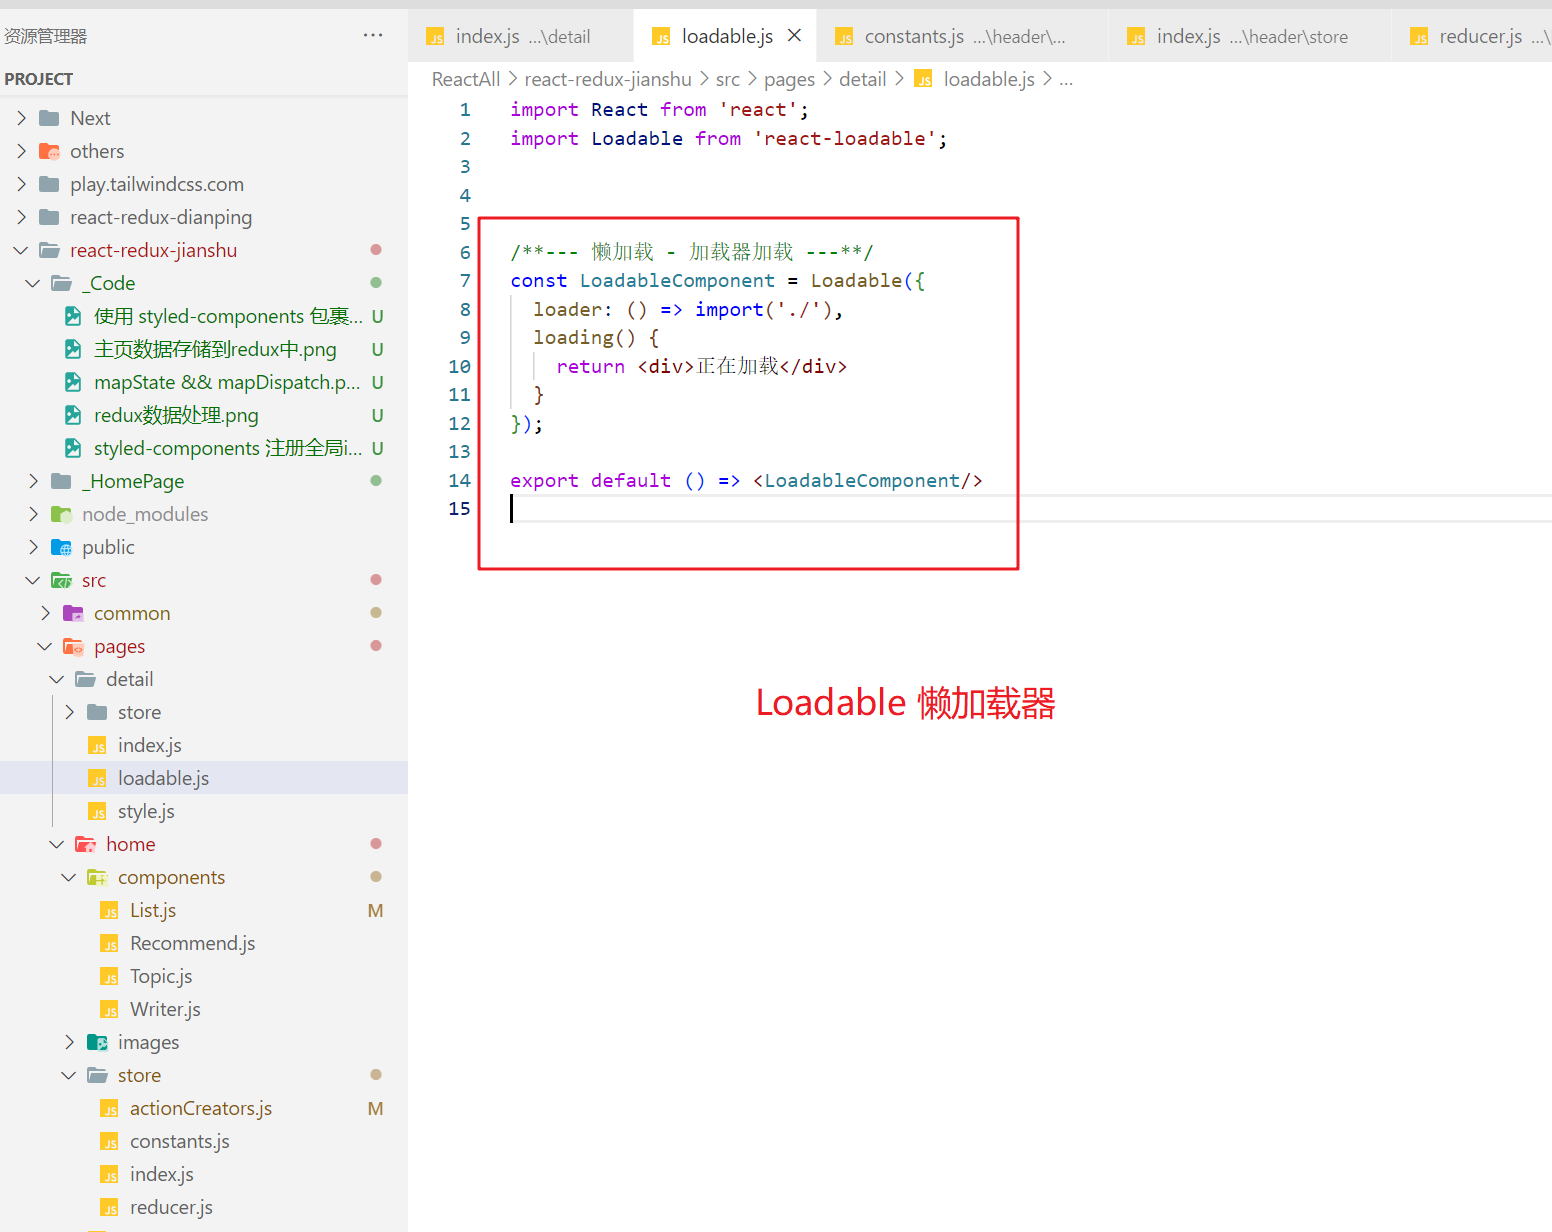 资源管理器 ...
PROJECT
Next
others
play.tailwindcss.com
react-redux-dianping
react-redux-jianshu
_Code
使用 styled-components 包裹... U
主页数据存储到redux中.png U
mapState && mapDispatch.p... U
redux数据处理.png U
styled-components 注册全局i... U
_HomePage
node_modules
public
src
common
pages
detail
store
index.js
loadable.js
style.js
home
components
List.js M
Recommend.js
Topic.js
Writer.js
images
store
actionCreators.js M
constants.js
index.js
reducer.js
JS index.js ...\detail
JS loadable.js ×
JS constants.js ...\header\...
JS index.js ...\header\store
JS reducer.js ...\
ReactAll > react-redux-jianshu > src > pages > detail > JS loadable.js > ...
1 import React from 'react';
2 import Loadable from 'react-loadable';
3
4
5
6 /**--- 懒加载 - 加载器加载 ---**/
7 const LoadableComponent = Loadable({
8 loader: () => import('./'),
9 loading() {
10 return <div>正在加载</div>
11 }
12 });
13
14 export default () => <LoadableComponent/>
15
Loadable 懒加载器